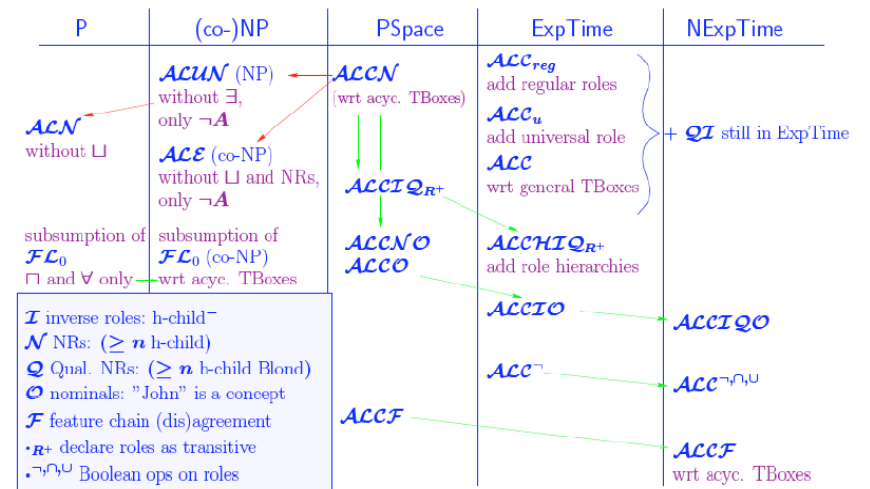 P
(co-)NP
PSpace
ExpTime
NExpTime
ALN
without ⊔
subsumption of
FL₀
⊓ and ∀ only
ALUN (NP)
without ∃,
only ¬A
ALE (co-NP)
without ⊔ and NRs,
only ¬A
subsumption of
FL₀ (co-NP)
wrt acyc. TBoxes
ALCN
(wrt acyc. TBoxes)
ALCIQ_R⁺
ALCNO
ALCO
ALCF
ALC_reg
add regular roles
ALC_u
add universal role
ALC
wrt general TBoxes
ALCHIQ_R⁺
add role hierarchies
ALCIO
ALC¬
+ QI still in ExpTime
ALCIQO
ALC¬,∩,∪
ALCF
wrt acyc. TBoxes
I inverse roles: h-child⁻
N NRs: (≥ n h-child)
Q Qual. NRs: (≥ n h-child Blond)
O nominals: "John" is a concept
F feature chain (dis)agreement
·R⁺ declare roles as transitive
·¬,∩,∪ Boolean ops on roles